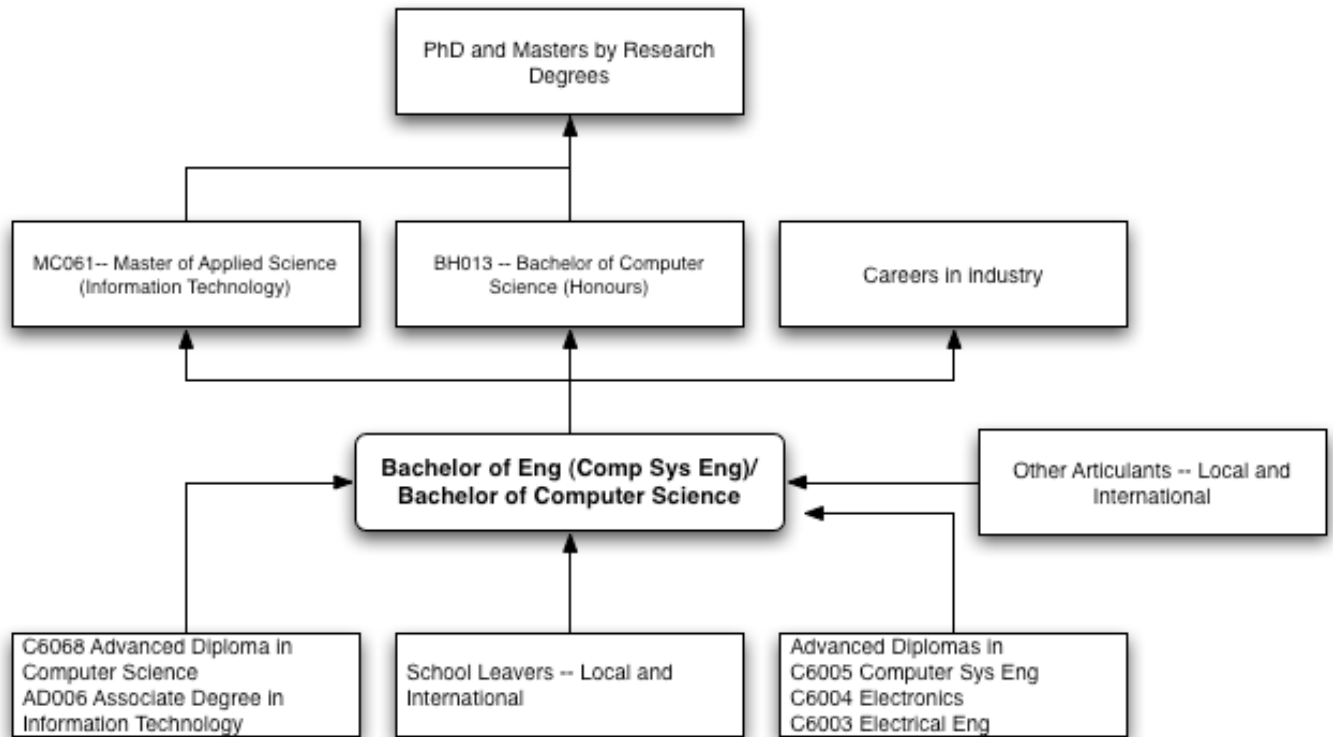 PhD and Masters by Research
Degrees
MC061-- Master of Applied Science
(Information Technology)
BH013 -- Bachelor of Computer
Science (Honours)
Careers in Industry
Bachelor of Eng (Comp Sys Eng)/
Bachelor of Computer Science
Other Articulants -- Local and
International
C6068 Advanced Diploma in
Computer Science
AD006 Associate Degree in
Information Technology
School Leavers -- Local and
International
Advanced Diplomas in
C6005 Computer Sys Eng
C6004 Electronics
C6003 Electrical Eng